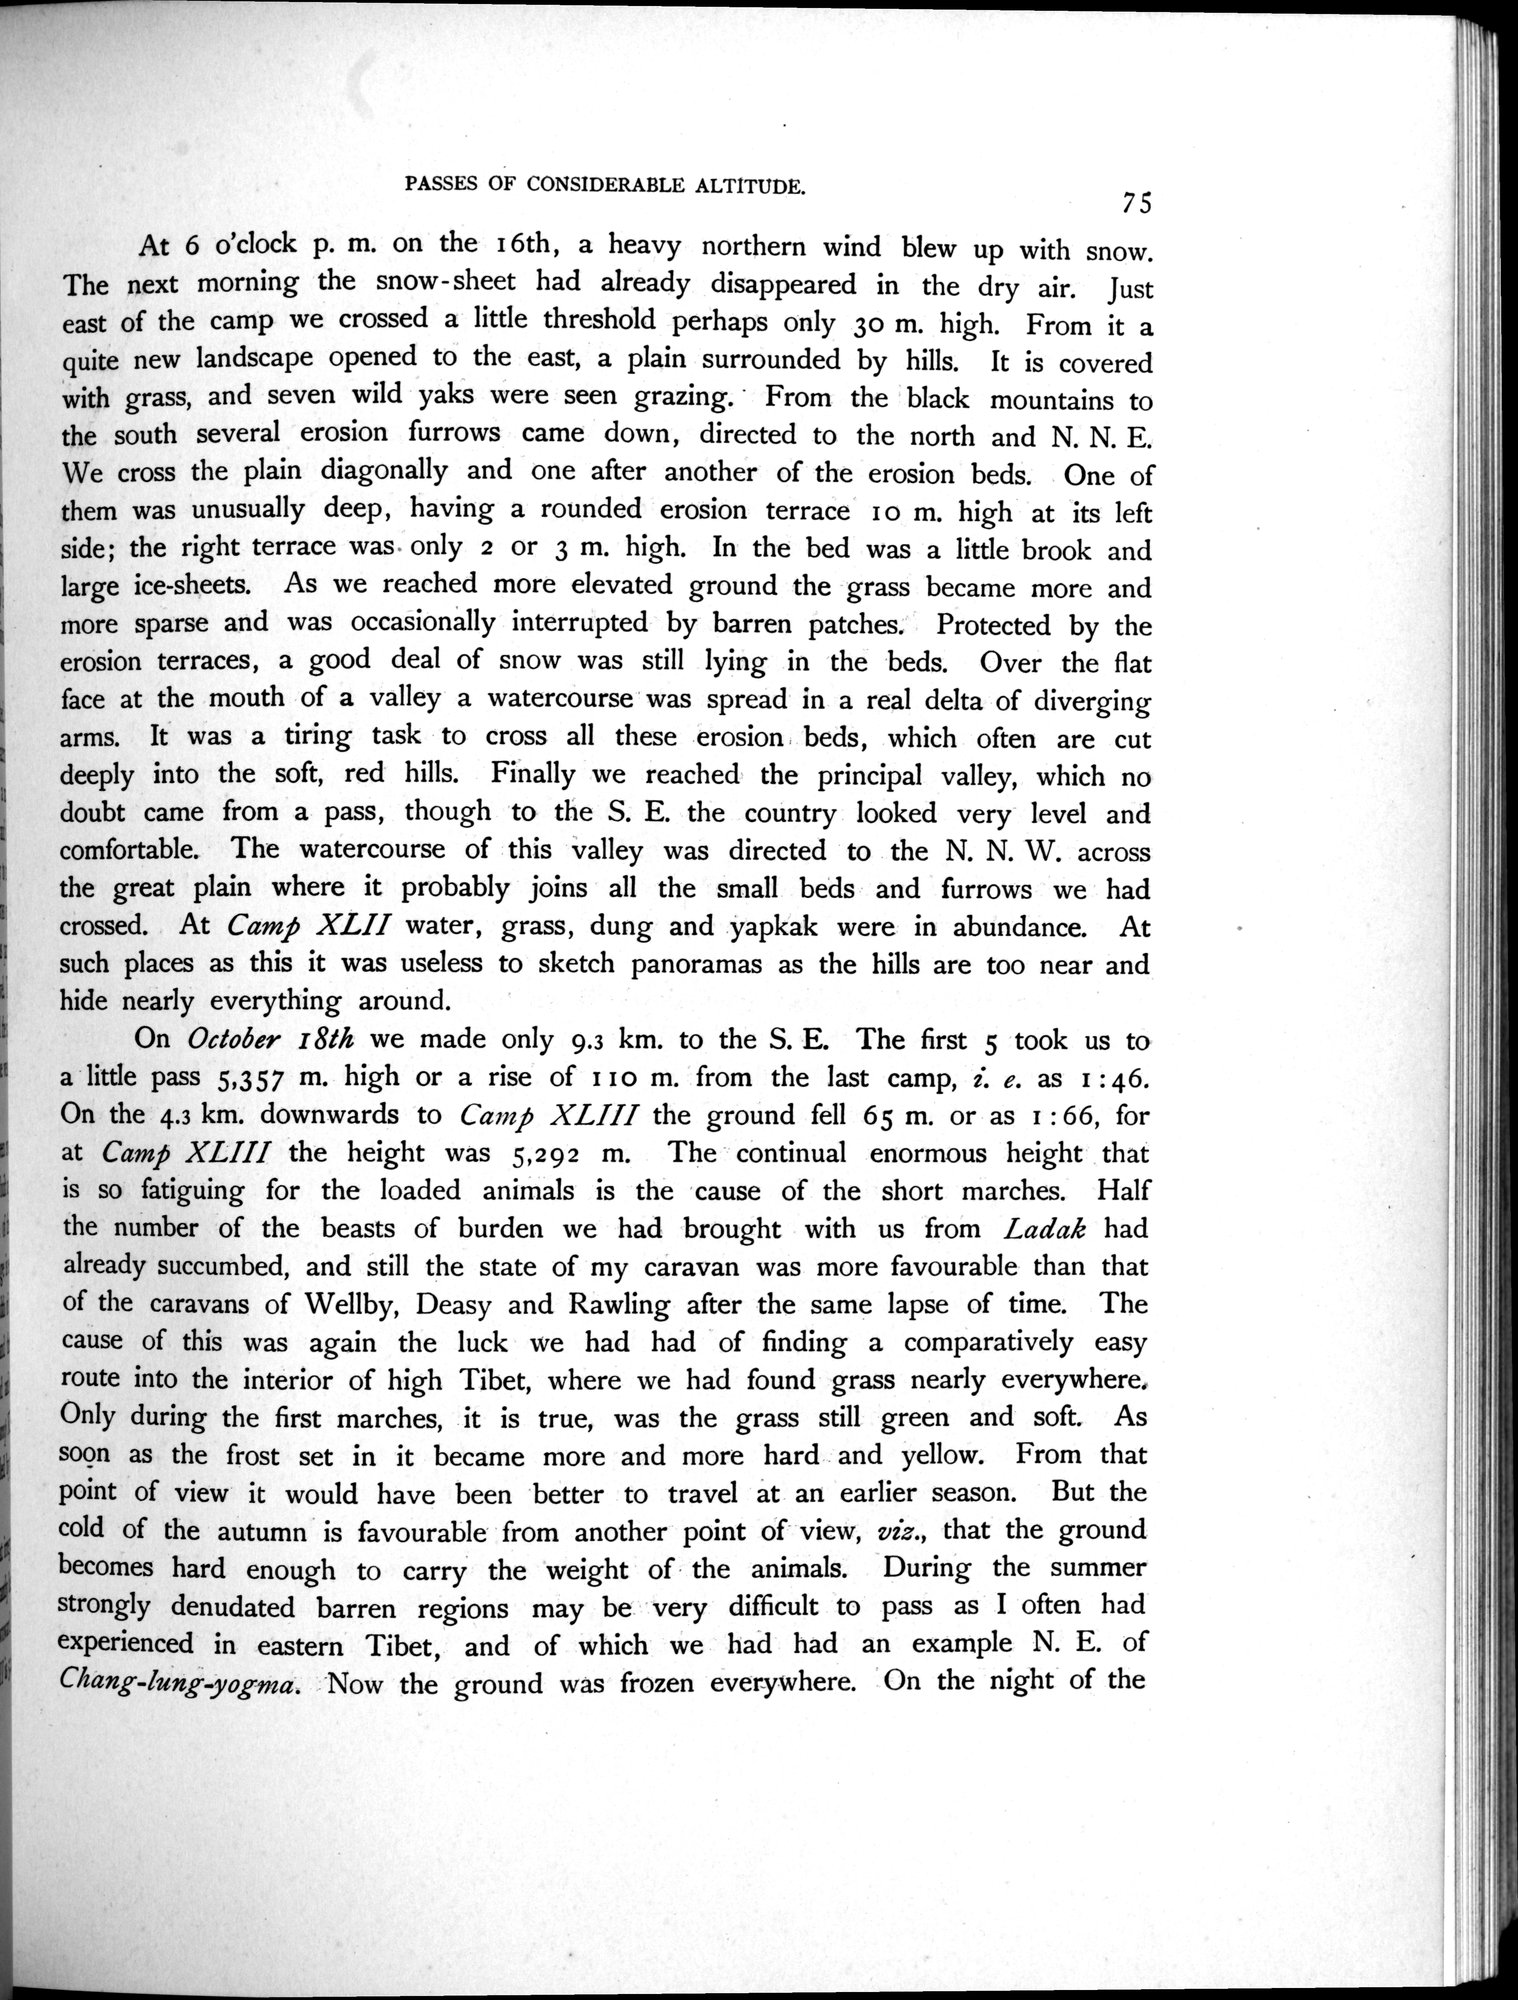 PASSES OF CONSIDERABLE ALTITUDE.
75
At 6 o'clock p. m. on the 16th, a heavy northern wind blew up with snow.
The next morning the snow-sheet had already disappeared in the dry air. Just
east of the camp we crossed a little threshold perhaps only 30 m. high. From it a
quite new landscape opened to the east, a plain surrounded by hills. It is covered
with grass, and seven wild yaks were seen grazing. From the black mountains to
the south several erosion furrows came down, directed to the north and N. N. E.
We cross the plain diagonally and one after another of the erosion beds. One of
them was unusually deep, having a rounded erosion terrace 10 m. high at its left
side; the right terrace was only 2 or 3 m. high. In the bed was a little brook and
large ice-sheets. As we reached more elevated ground the grass became more and
more sparse and was occasionally interrupted by barren patches. Protected by the
erosion terraces, a good deal of snow was still lying in the beds. Over the flat
face at the mouth of a valley a watercourse was spread in a real delta of diverging
arms. It was a tiring task to cross all these erosion beds, which often are cut
deeply into the soft, red hills. Finally we reached the principal valley, which no
doubt came from a pass, though to the S. E. the country looked very level and
comfortable. The watercourse of this valley was directed to the N. N. W. across
the great plain where it probably joins all the small beds and furrows we had
crossed. At Camp XLII water, grass, dung and yapkak were in abundance. At
such places as this it was useless to sketch panoramas as the hills are too near and
hide nearly everything around.
On October 18th we made only 9.3 km. to the S. E. The first 5 took us to
a little pass 5,357 m. high or a rise of 110 m. from the last camp, i. e. as 1:46.
On the 4.3 km. downwards to Camp XLIII the ground fell 65 m. or as 1:66, for
at Camp XLIII the height was 5,292 m. The continual enormous height that
is so fatiguing for the loaded animals is the cause of the short marches. Half
the number of the beasts of burden we had brought with us from Ladak had
already succumbed, and still the state of my caravan was more favourable than that
of the caravans of Wellby, Deasy and Rawling after the same lapse of time. The
cause of this was again the luck we had had of finding a comparatively easy
route into the interior of high Tibet, where we had found grass nearly everywhere.
Only during the first marches, it is true, was the grass still green and soft. As
soon as the frost set in it became more and more hard and yellow. From that
point of view it would have been better to travel at an earlier season. But the
cold of the autumn is favourable from another point of view, viz., that the ground
becomes hard enough to carry the weight of the animals. During the summer
strongly denudated barren regions may be very difficult to pass as I often had
experienced in eastern Tibet, and of which we had had an example N. E. of
Chang-lung-yogma. Now the ground was frozen everywhere. On the night of the